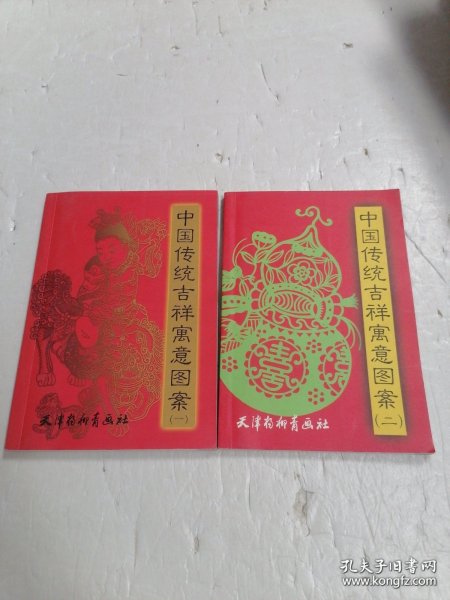 中国传统吉祥寓意图案
(一)
天津杨柳青画社
中国传统吉祥寓意图案
(二)
天津杨柳青画社
孔夫子旧书网
www.kongfz.com